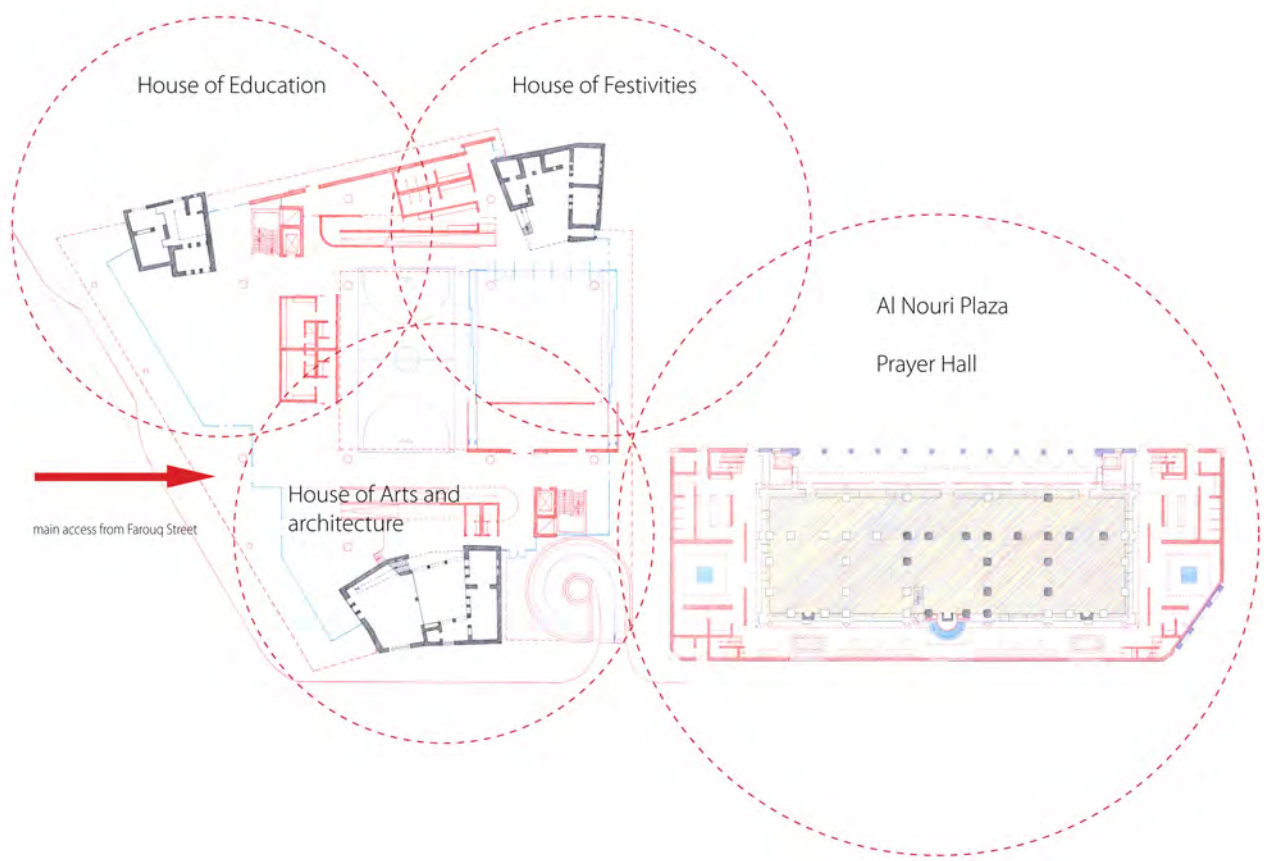 House of Education
House of Festivities
Al Nouri Plaza
Prayer Hall
House of Arts and
architecture
main access from Farouq Street